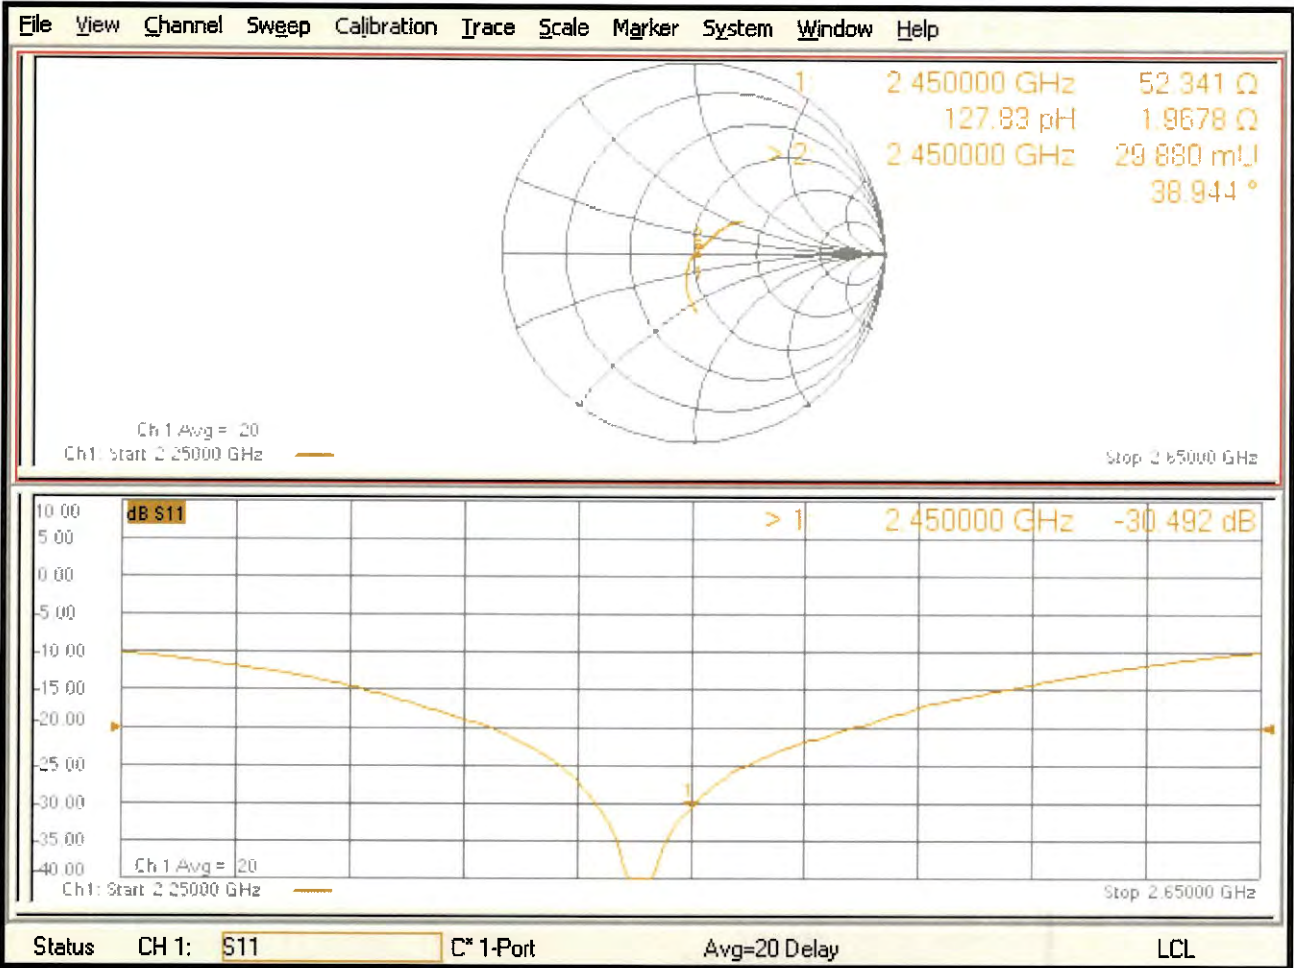 File View Channel Sweep Calibration Trace Scale Marker System Window Help
1: 2.450000 GHz 52.341 Ω
127.83 pH 1.9678 Ω
> 2: 2.450000 GHz 29.880 mU
38.944 °
Ch 1 Avg = 20
Ch1: Start 2.25000 GHz
Stop 2.65000 GHz
10.00
dB S11
> 1: 2.450000 GHz -30.492 dB
5.00
0.00
-5.00
-10.00
-15.00
-20.00
-25.00
-30.00
1
-35.00
-40.00
Ch 1 Avg = 20
Ch1: Start 2.25000 GHz
Stop 2.65000 GHz
Status CH 1: S11 C* 1-Port Avg=20 Delay LCL